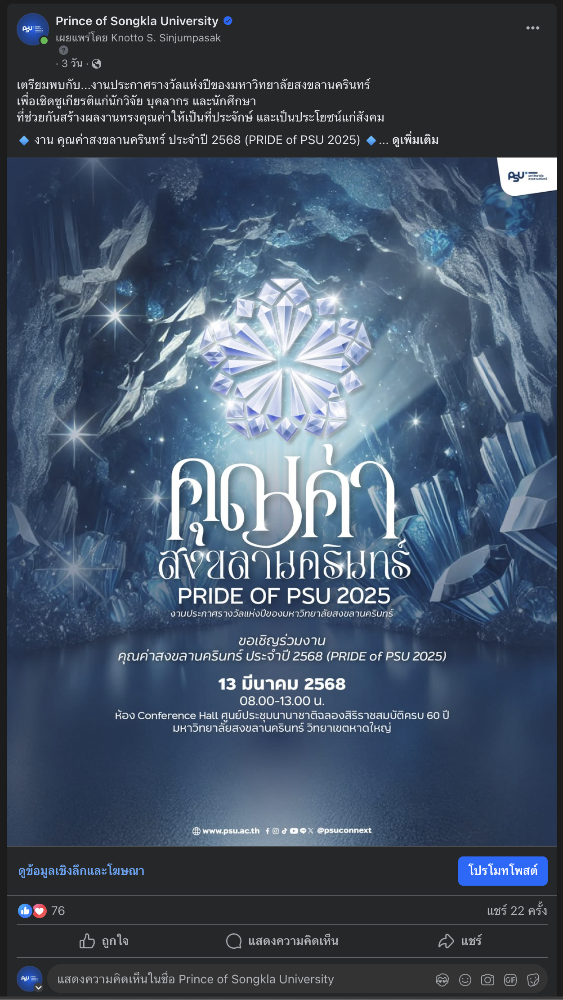 Prince of Songkla University
เผยแพร่โดย Knotto S. Sinjumpasak
· 3 วัน ·
เตรียมพบกับ...งานประกาศรางวัลแห่งปีของมหาวิทยาลัยสงขลานครินทร์
เพื่อเชิดชูเกียรติแก่นักวิจัย บุคลากร และนักศึกษา
ที่ช่วยกันสร้างผลงานทรงคุณค่าให้เป็นที่ประจักษ์ และเป็นประโยชน์แก่สังคม
🔷 งาน คุณค่าสงขลานครินทร์ ประจำปี 2568 (PRIDE of PSU 2025) 🔷... ดูเพิ่มเติม
PSU มหาวิทยาลัย
สงขลานครินทร์
คุณค่า
สงขลานครินทร์
PRIDE OF PSU 2025
งานประกาศรางวัลแห่งปีของมหาวิทยาลัยสงขลานครินทร์
ขอเชิญร่วมงาน
คุณค่าสงขลานครินทร์ ประจำปี 2568 (PRIDE of PSU 2025)
13 มีนาคม 2568
08.00-13.00 น.
ห้อง Conference Hall ศูนย์ประชุมนานาชาติฉลองสิริราชสมบัติครบ 60 ปี
มหาวิทยาลัยสงขลานครินทร์ วิทยาเขตหาดใหญ่
www.psu.ac.th @psuconnext
ดูข้อมูลเชิงลึกและโฆษณา
โปรโมทโพสต์
76
แชร์ 22 ครั้ง
ถูกใจ
แสดงความคิดเห็น
แชร์
แสดงความคิดเห็นในชื่อ Prince of Songkla University
GIF